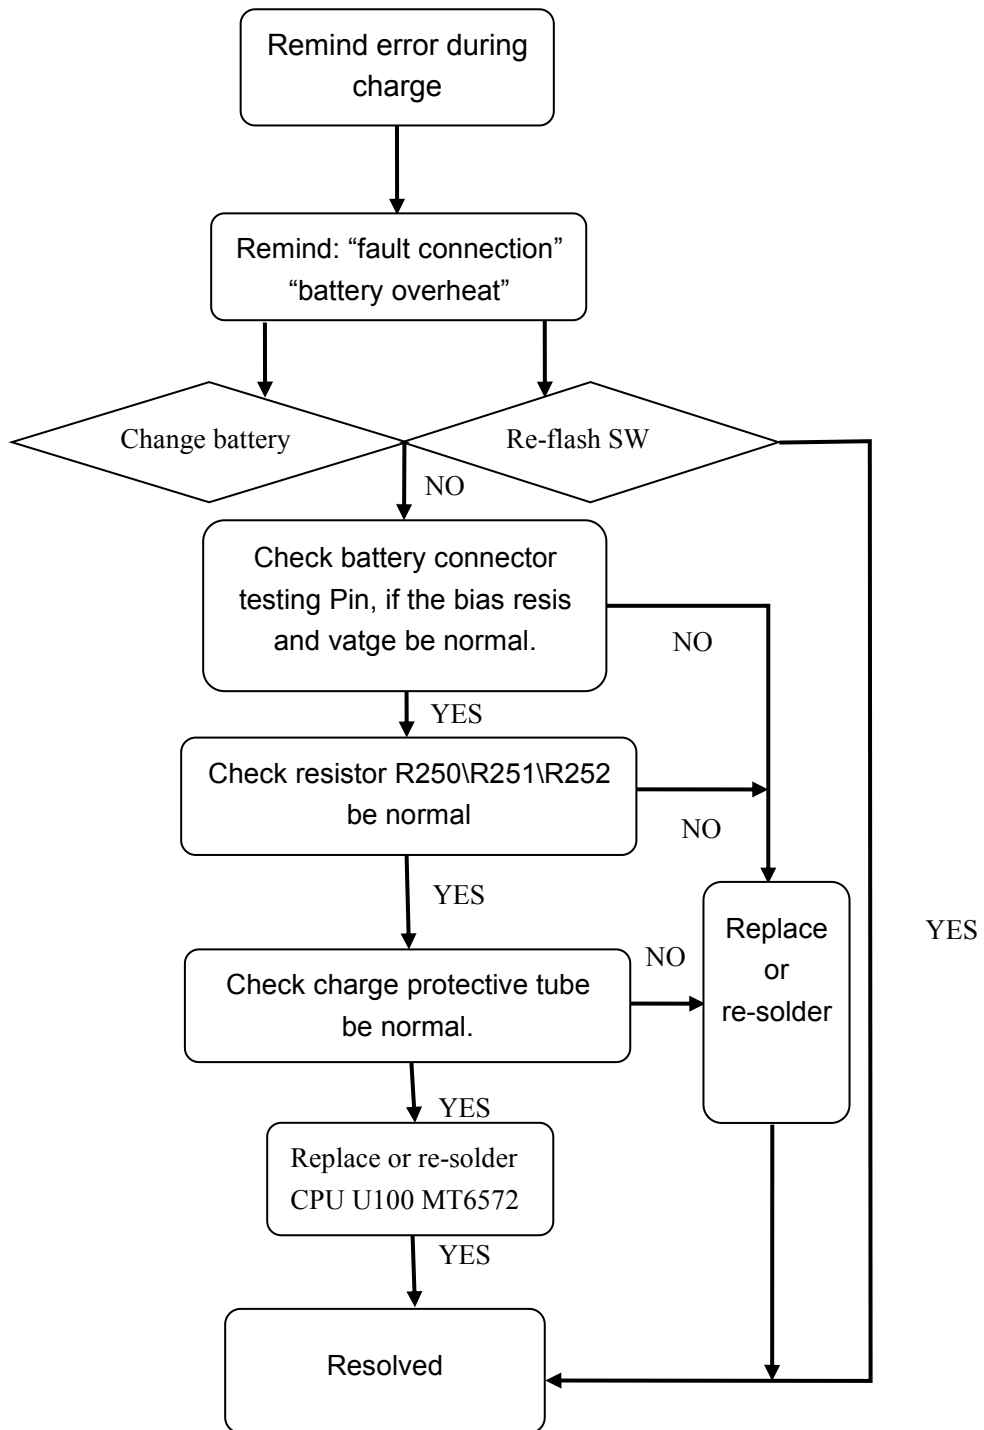 Remind error during
charge
Remind: “fault connection”
“battery overheat”
Change battery
Re-flash SW
NO
Check battery connector
testing Pin, if the bias resis
and vatge be normal.
NO
YES
Check resistor R250\R251\R252
be normal
NO
YES
Replace
or
re-solder
YES
Check charge protective tube
be normal.
NO
YES
Replace or re-solder
CPU U100 MT6572
YES
Resolved